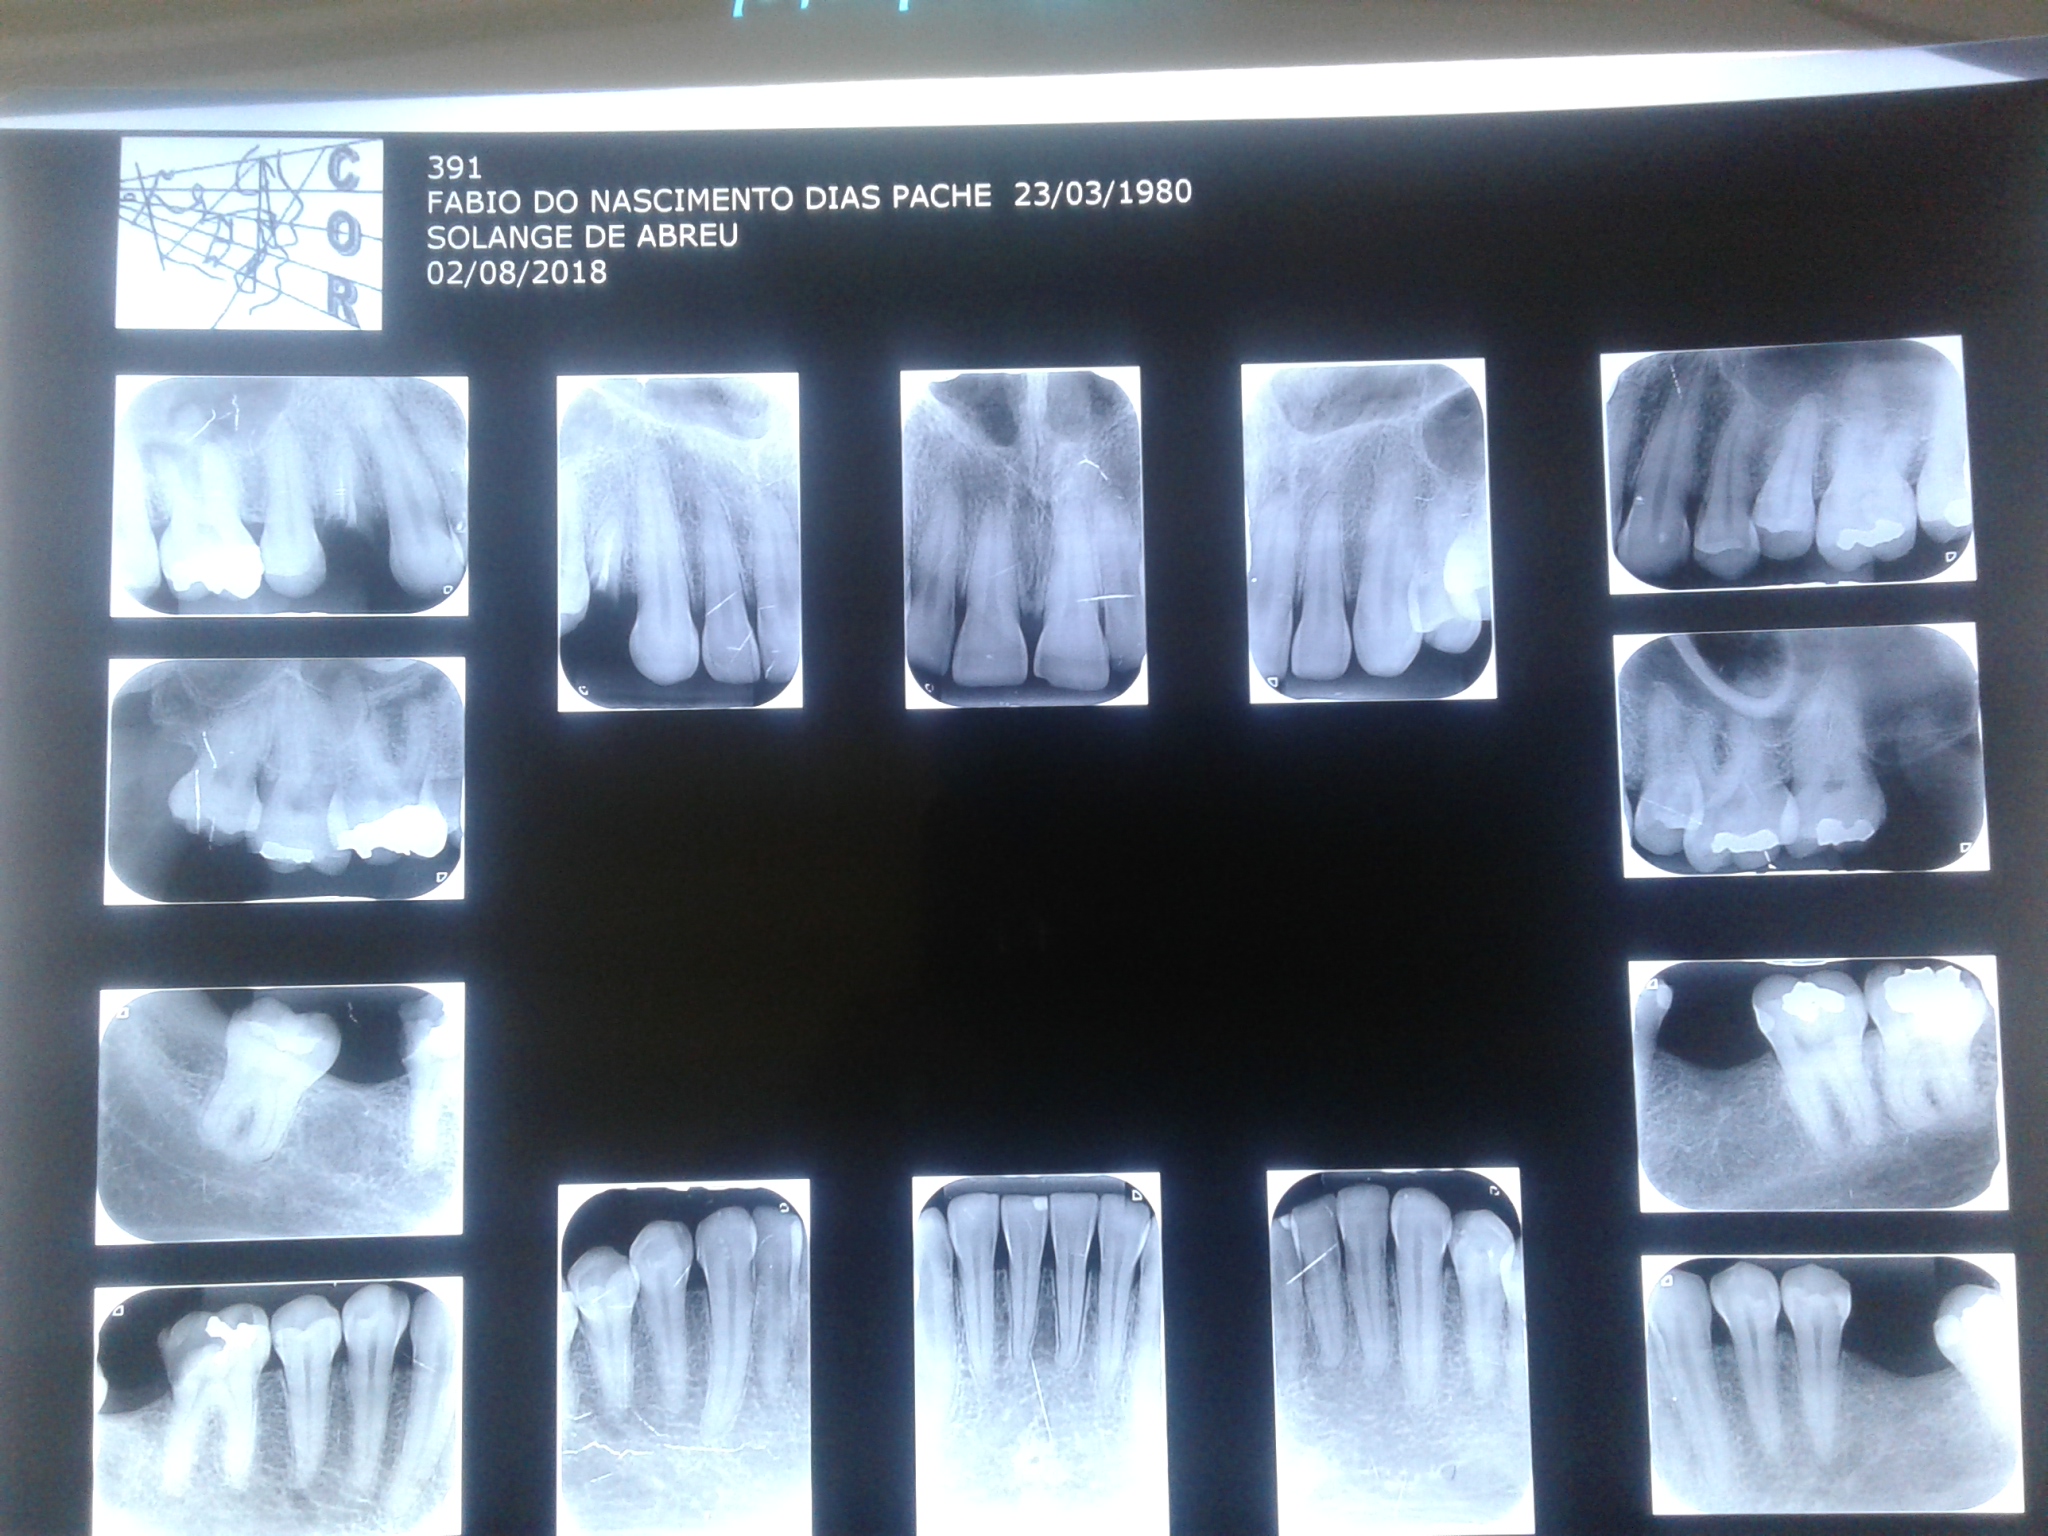 C
O
R
391
FABIO DO NASCIMENTO DIAS PACHE 23/03/1980
SOLANGE DE ABREU
02/08/2018